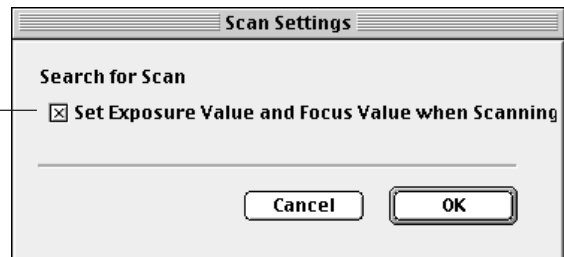 Scan Settings
Search for Scan
Set Exposure Value and Focus Value when Scanning
Cancel OK